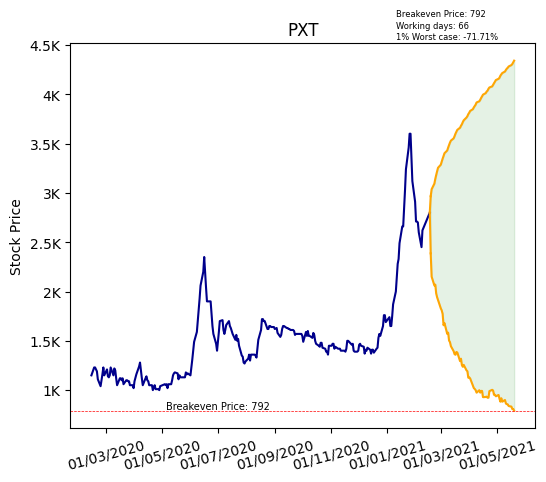 Breakeven Price: 792
Working days: 66
1% Worst case: -71.71%
PXT
4.5K
4K
3.5K
3K
2.5K
2K
1.5K
1K
Stock Price
Breakeven Price: 792
01/03/2020
01/05/2020
01/07/2020
01/09/2020
01/11/2020
01/01/2021
01/03/2021
01/05/2021